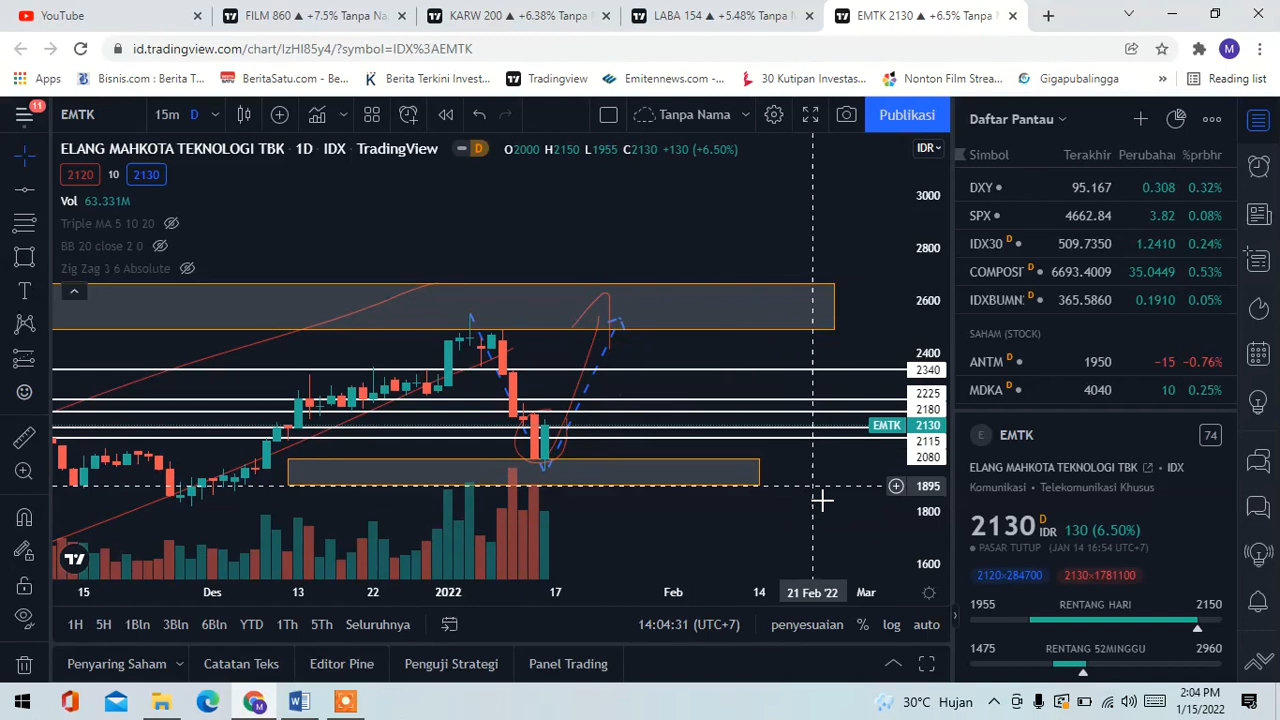 YouTube
FILM 860 ▲ +7.5% Tanpa Na
KARW 200 ▲ +6.38% Tanpa
LABA 154 ▲ +5.48% Tanpa N
EMTK 2130 ▲ +6.5% Tanpa
id.tradingview.com/chart/IzHI85y4/?symbol=IDX%3AEMTK
M
Apps
Bisnis.com: Berita T...
BeritaSatu.com - Be...
Berita Terkini Invest...
Tradingview
Emitennews.com -...
30 Kutipan Investas...
Nonton Film Strea...
Gigapubalingga
»
Reading list
11
EMTK
15m
D
Tanpa Nama
Publikasi
ELANG MAHKOTA TEKNOLOGI TBK • 1D • IDX • TradingView
D
O2000 H2150 L1955 C2130 +130 (+6.50%)
IDR
2120
10
2130
Vol 63.331M
Triple MA 5 10 20
BB 20 close 2 0
Zig Zag 3 6 Absolute
3000
2800
2600
2400
2340
2225
2180
EMTK 2130
2115
2080
1895
1800
1600
15
Des
13
22
2022
17
Feb
14
21 Feb '22
Mar
1H
5H
1Bln
3Bln
6Bln
YTD
1Th
5Th
Seluruhnya
14:04:31 (UTC+7)
penyesuaian
%
log
auto
Penyaring Saham
Catatan Teks
Editor Pine
Penguji Strategi
Panel Trading
Daftar Pantau
Simbol Terakhir Perubahan %prbhr
DXY 95.167 0.308 0.32%
SPX 4662.84 3.82 0.08%
IDX30 D 509.7350 1.2410 0.24%
COMPOSI D 6693.4009 35.0449 0.53%
IDXBUMN D 365.5860 0.1910 0.05%
SAHAM (STOCK)
ANTM D 1950 −15 −0.76%
MDKA D 4040 10 0.25%
E EMTK
74
ELANG MAHKOTA TEKNOLOGI TBK • IDX
Komunikasi • Telekomunikasi Khusus
2130 D IDR 130 (6.50%)
PASAR TUTUP (JAN 14 16:54 UTC+7)
2120×284700
2130×1781100
1955 RENTANG HARI 2150
1475 RENTANG 52MINGGU 2960
30°C Hujan
2:04 PM
1/15/2022